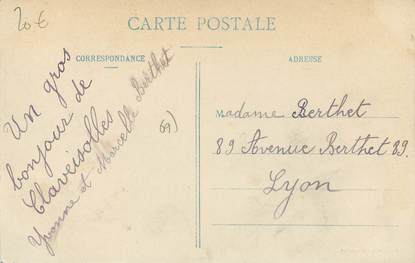 20€
CARTE POSTALE
CORRESPONDANCE
ADRESSE
Un gros
bonjour de
Claveisolles
Yvonne et Marcelle Berthet
69)
Madame Berthet
89 Avenue Berthet 89.
Lyon